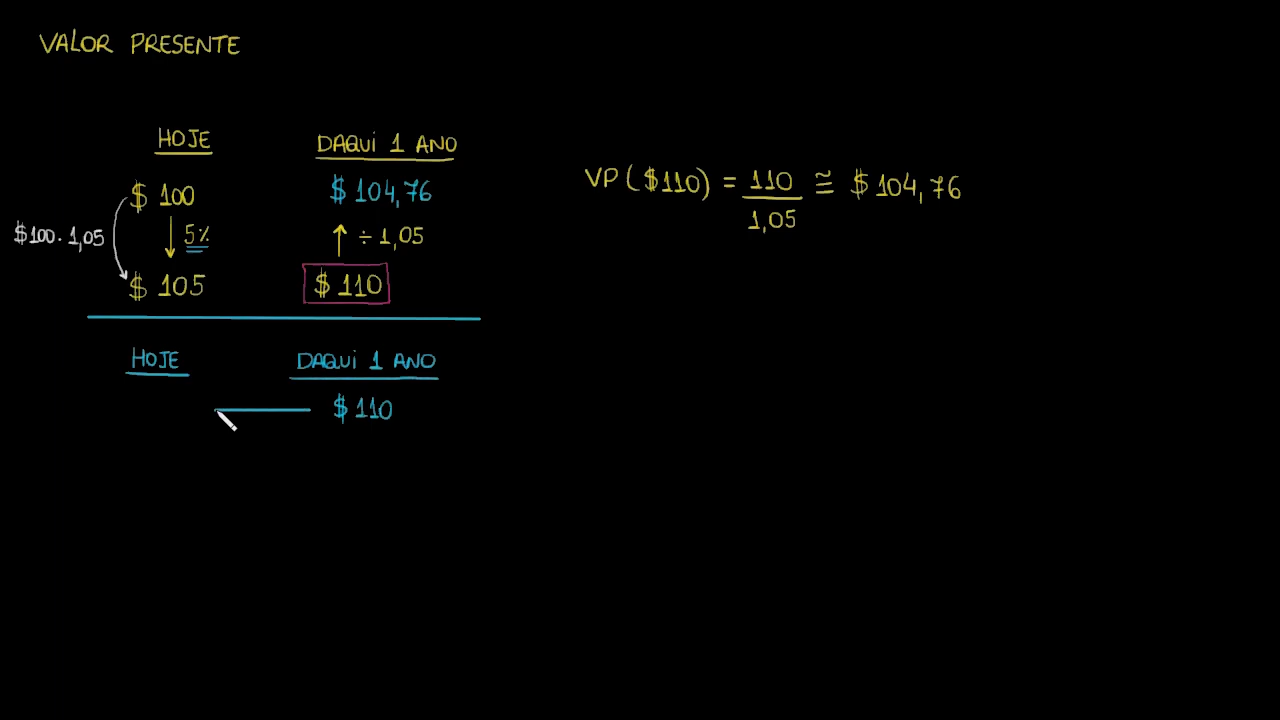 VALOR PRESENTE
HOJE DAQUI 1 ANO
$ 100 $ 104,76
VP ($110) = 110 / 1,05 ≅ $ 104,76
$100. 1,05 5% ÷ 1,05
$ 105 $ 110
HOJE DAQUI 1 ANO
$ 110